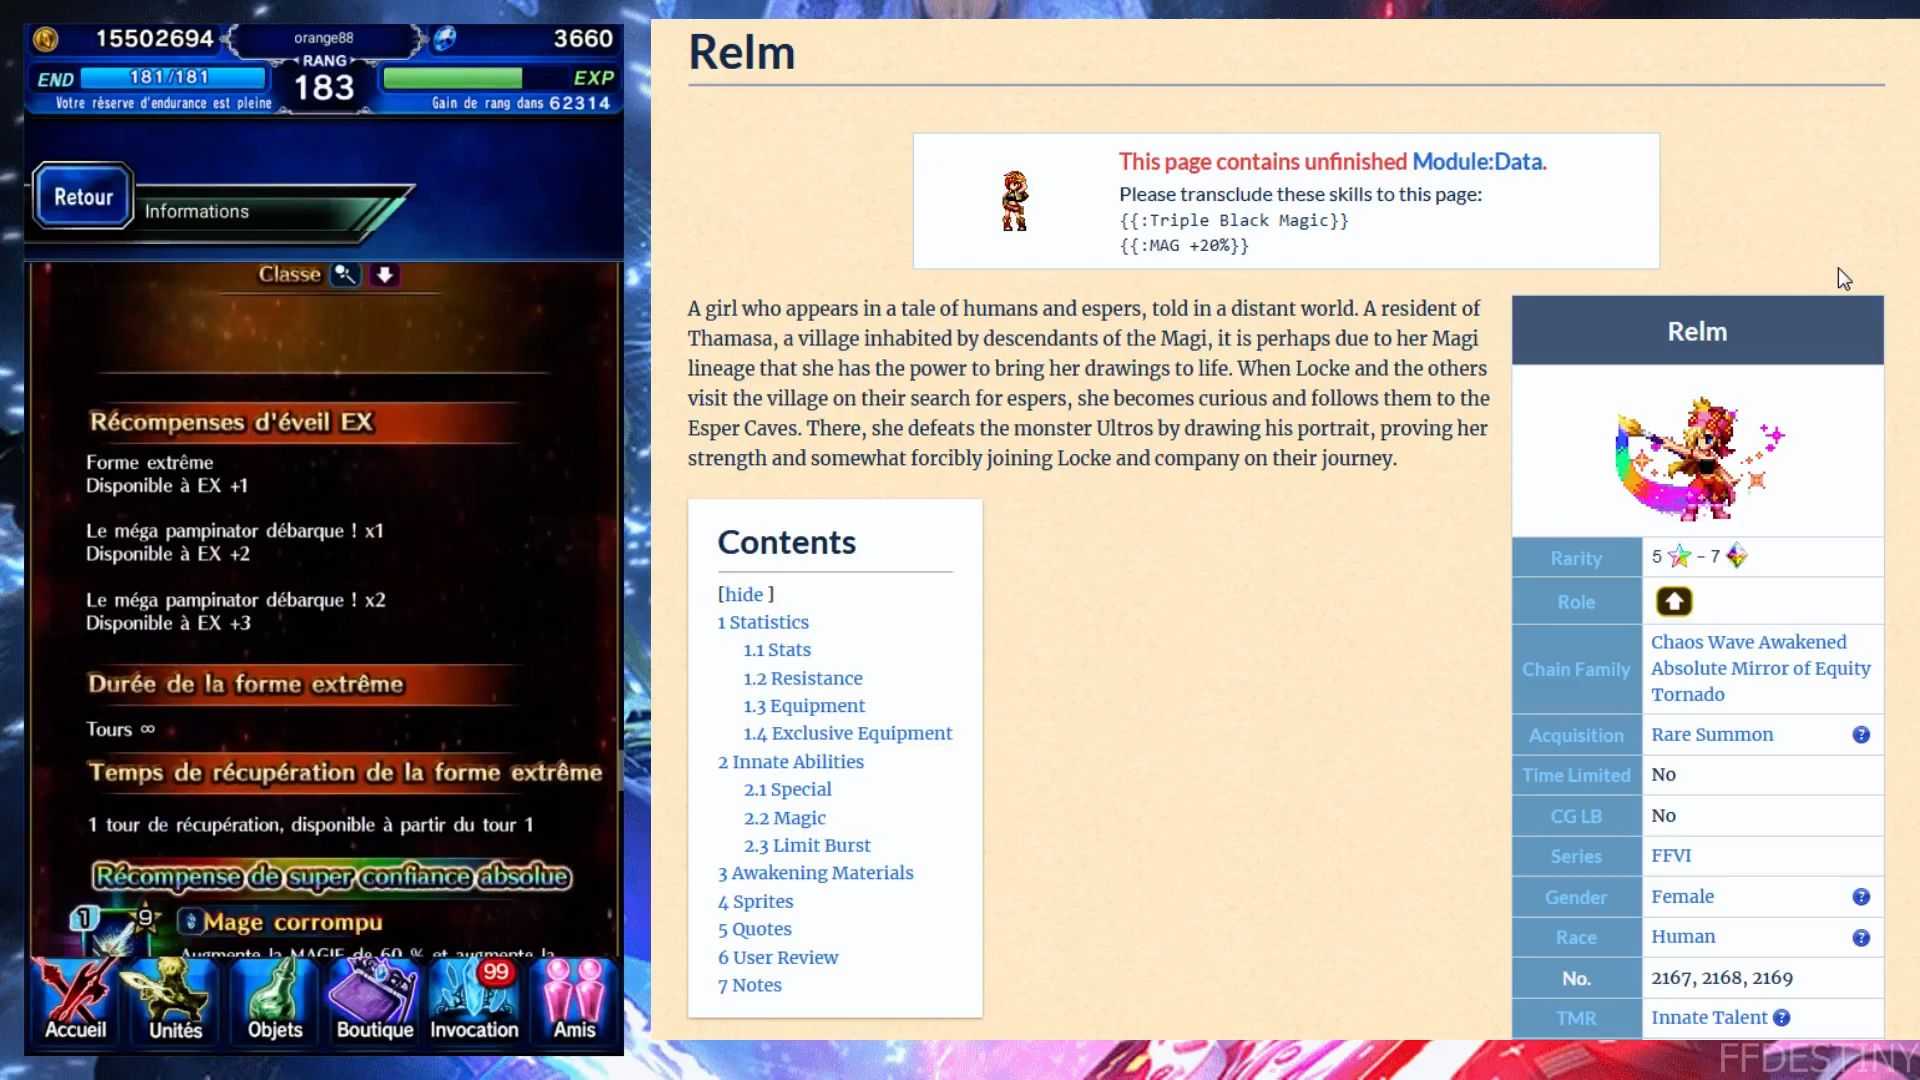 15502694
orange88
3660
RANG
183
END
181/181
EXP
Votre réserve d'endurance est pleine
Gain de rang dans 62314
Retour
Informations
Classe
Récompenses d'éveil EX
Forme extrême
Disponible à EX +1
Le méga pampinator débarque ! x1
Disponible à EX +2
Le méga pampinator débarque ! x2
Disponible à EX +3
Durée de la forme extrême
Tours ∞
Temps de récupération de la forme extrême
1 tour de récupération, disponible à partir du tour 1
Récompense de super confiance absolue
1
9
Mage corrompu
Augmente la MAGIE de 60 % et augmente la
99
Accueil
Unités
Objets
Boutique
Invocation
Amis
Relm
This page contains unfinished Module:Data.
Please transclude these skills to this page:
{{:Triple Black Magic}}
{{:MAG +20%}}
A girl who appears in a tale of humans and espers, told in a distant world. A resident of
Thamasa, a village inhabited by descendants of the Magi, it is perhaps due to her Magi
lineage that she has the power to bring her drawings to life. When Locke and the others
visit the village on their search for espers, she becomes curious and follows them to the
Esper Caves. There, she defeats the monster Ultros by drawing his portrait, proving her
strength and somewhat forcibly joining Locke and company on their journey.
Contents
[hide ]
1 Statistics
1.1 Stats
1.2 Resistance
1.3 Equipment
1.4 Exclusive Equipment
2 Innate Abilities
2.1 Special
2.2 Magic
2.3 Limit Burst
3 Awakening Materials
4 Sprites
5 Quotes
6 User Review
7 Notes
Relm
Rarity
5 – 7
Role
Chain Family
Chaos Wave Awakened
Absolute Mirror of Equity
Tornado
Acquisition
Rare Summon
?
Time Limited
No
CG LB
No
Series
FFVI
Gender
Female
?
Race
Human
?
No.
2167, 2168, 2169
TMR
Innate Talent
?
FFDESTINY